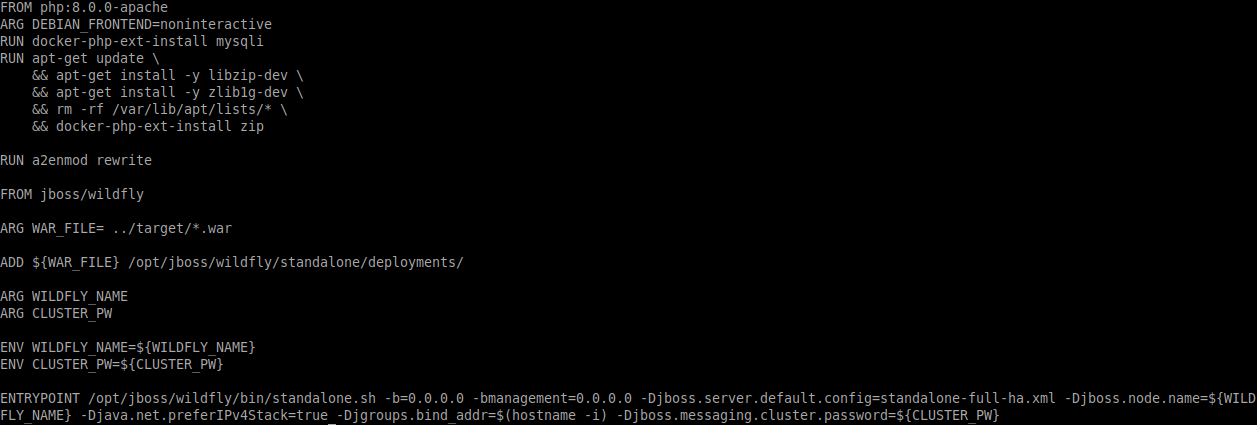 FROM php:8.0.0-apache
ARG DEBIAN_FRONTEND=noninteractive
RUN docker-php-ext-install mysqli
RUN apt-get update \
    && apt-get install -y libzip-dev \
    && apt-get install -y zlib1g-dev \
    && rm -rf /var/lib/apt/lists/* \
    && docker-php-ext-install zip

RUN a2enmod rewrite

FROM jboss/wildfly

ARG WAR_FILE= ../target/*.war

ADD ${WAR_FILE} /opt/jboss/wildfly/standalone/deployments/

ARG WILDFLY_NAME
ARG CLUSTER_PW

ENV WILDFLY_NAME=${WILDFLY_NAME}
ENV CLUSTER_PW=${CLUSTER_PW}

ENTRYPOINT /opt/jboss/wildfly/bin/standalone.sh -b=0.0.0.0 -bmanagement=0.0.0.0 -Djboss.server.default.config=standalone-full-ha.xml -Djboss.node.name=${WILD
FLY_NAME} -Djava.net.preferIPv4Stack=true -Djgroups.bind_addr=$(hostname -i) -Djboss.messaging.cluster.password=${CLUSTER_PW}